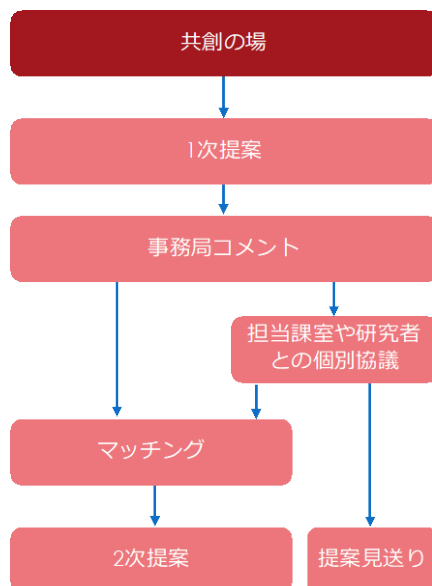 共創の場
1次提案
事務局コメント
担当課室や研究者
との個別協議
マッチング
2次提案
提案見送り